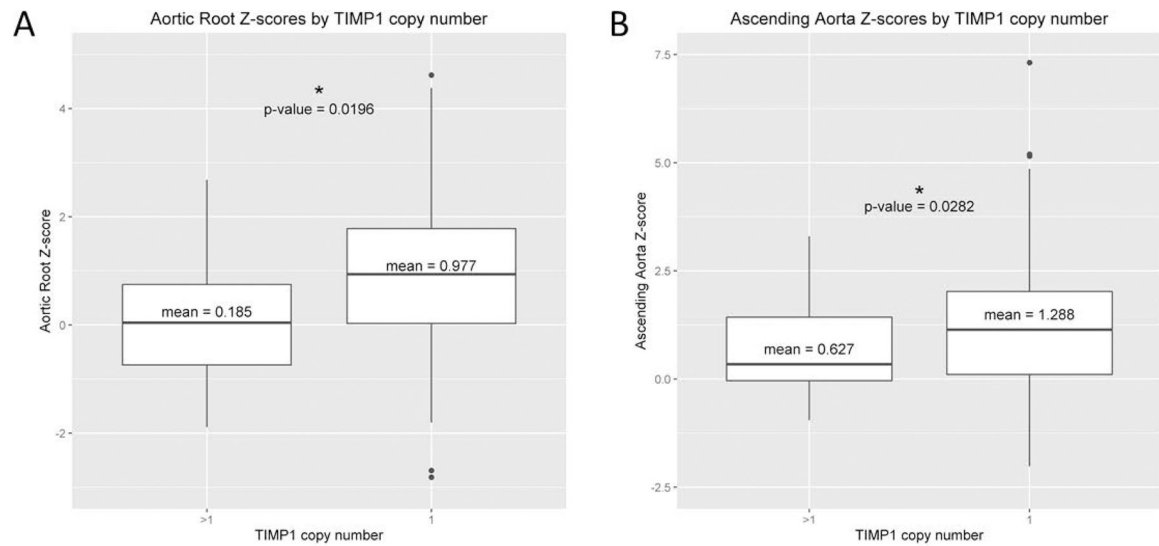 A
Aortic Root Z-scores by TIMP1 copy number
Aortic Root Z-score
4
2
0
-2
*
p-value = 0.0196
mean = 0.977
mean = 0.185
>1
1
TIMP1 copy number
B
Ascending Aorta Z-scores by TIMP1 copy number
Ascending Aorta Z-score
7.5
5.0
2.5
0.0
-2.5
*
p-value = 0.0282
mean = 1.288
mean = 0.627
>1
1
TIMP1 copy number